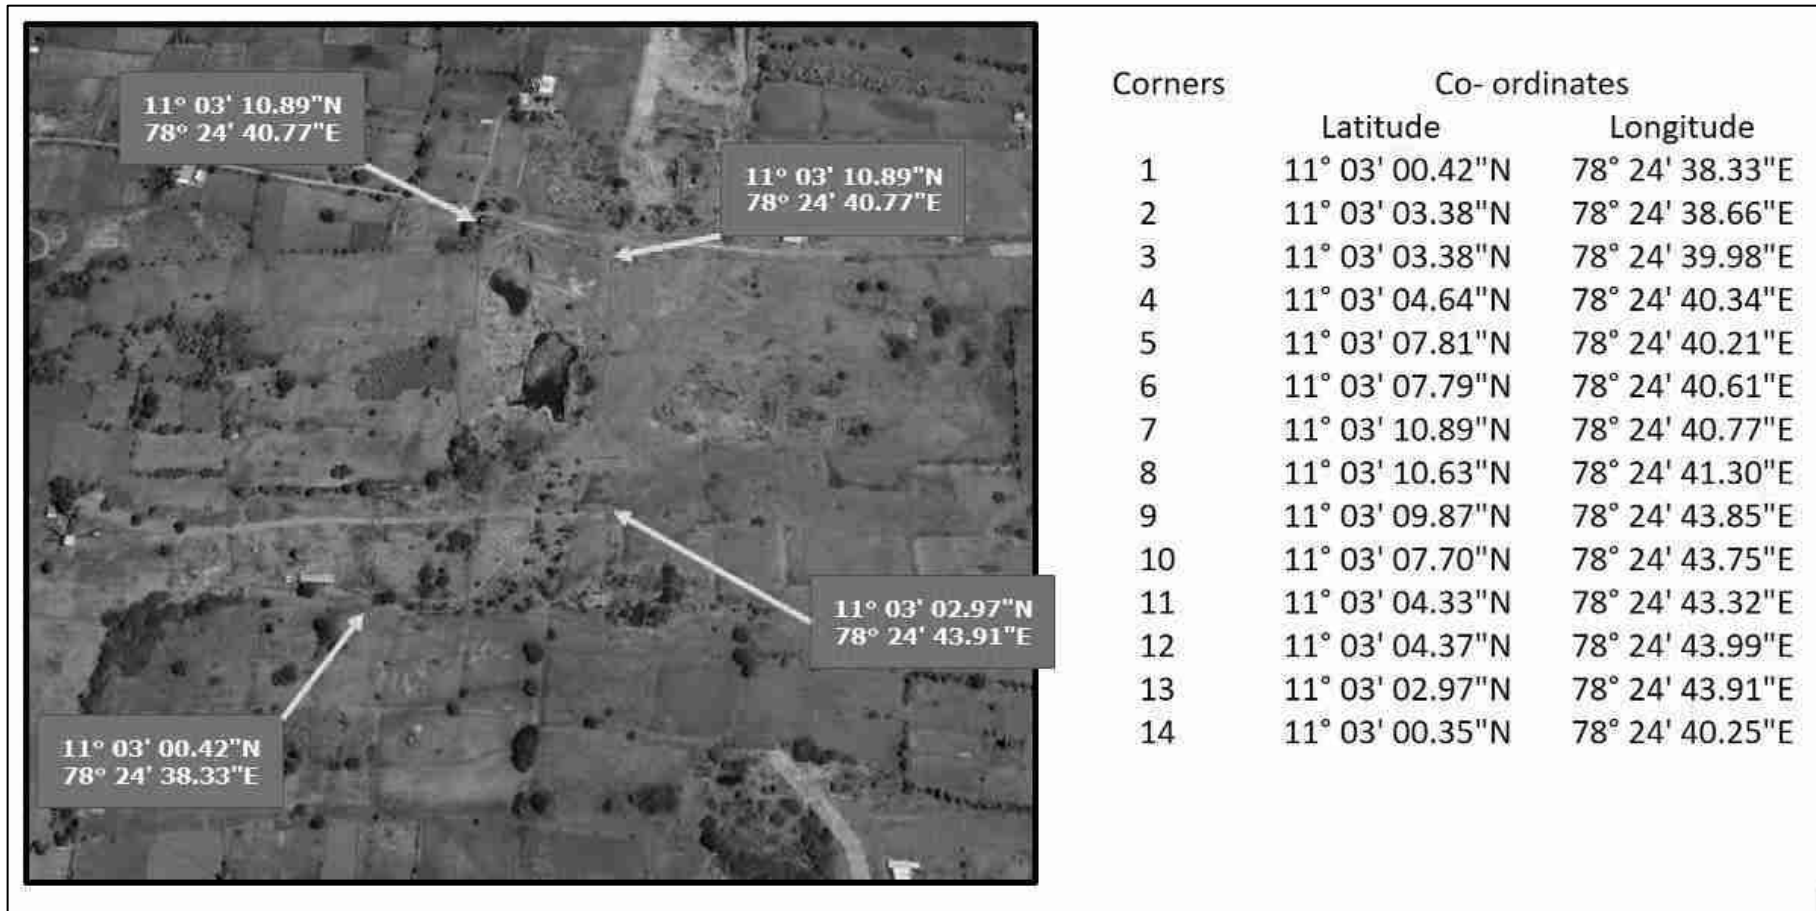 11° 03' 10.89"N
78° 24' 40.77"E
11° 03' 10.89"N
78° 24' 40.77"E
11° 03' 02.97"N
78° 24' 43.91"E
11° 03' 00.42"N
78° 24' 38.33"E
Corners Co- ordinates
Latitude Longitude
1 11° 03' 00.42"N 78° 24' 38.33"E
2 11° 03' 03.38"N 78° 24' 38.66"E
3 11° 03' 03.38"N 78° 24' 39.98"E
4 11° 03' 04.64"N 78° 24' 40.34"E
5 11° 03' 07.81"N 78° 24' 40.21"E
6 11° 03' 07.79"N 78° 24' 40.61"E
7 11° 03' 10.89"N 78° 24' 40.77"E
8 11° 03' 10.63"N 78° 24' 41.30"E
9 11° 03' 09.87"N 78° 24' 43.85"E
10 11° 03' 07.70"N 78° 24' 43.75"E
11 11° 03' 04.33"N 78° 24' 43.32"E
12 11° 03' 04.37"N 78° 24' 43.99"E
13 11° 03' 02.97"N 78° 24' 43.91"E
14 11° 03' 00.35"N 78° 24' 40.25"E